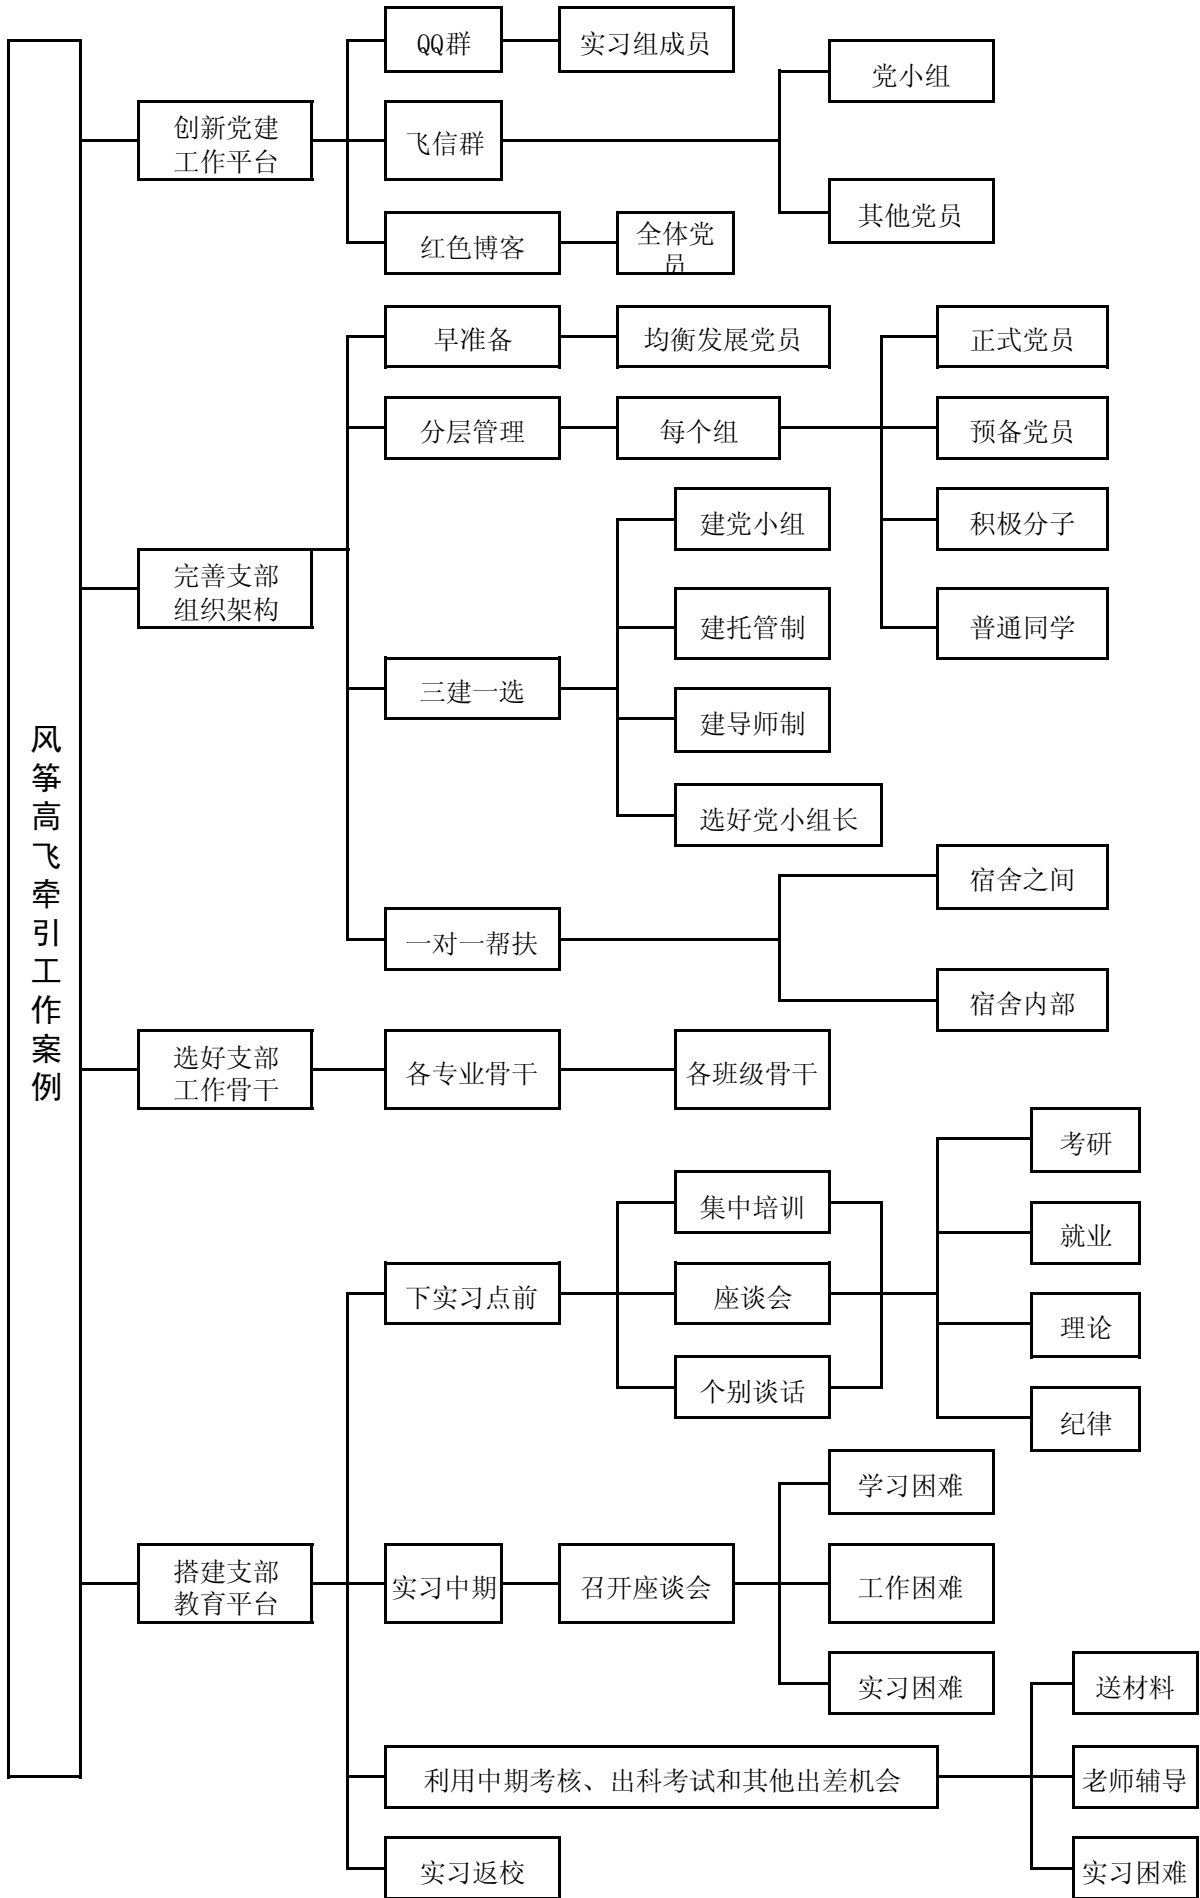 风筝高飞牵引工作案例
创新党建
工作平台
QQ群
实习组成员
飞信群
党小组
其他党员
红色博客
全体党
员
完善支部
组织架构
早准备
均衡发展党员
分层管理
每个组
正式党员
预备党员
积极分子
普通同学
三建一选
建党小组
建托管制
建导师制
选好党小组长
一对一帮扶
宿舍之间
宿舍内部
选好支部
工作骨干
各专业骨干
各班级骨干
搭建支部
教育平台
下实习点前
集中培训
座谈会
个别谈话
考研
就业
理论
纪律
实习中期
召开座谈会
学习困难
工作困难
实习困难
利用中期考核、出科考试和其他出差机会
送材料
老师辅导
实习困难
实习返校